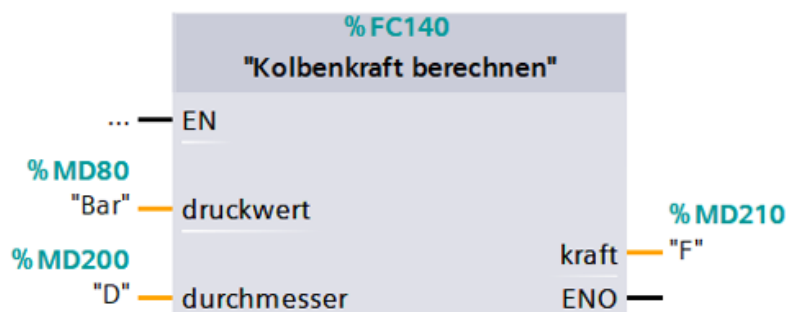 %FC140
"Kolbenkraft berechnen"
... EN
%MD80
"Bar" druckwert
%MD210
kraft "F"
%MD200
"D" durchmesser ENO